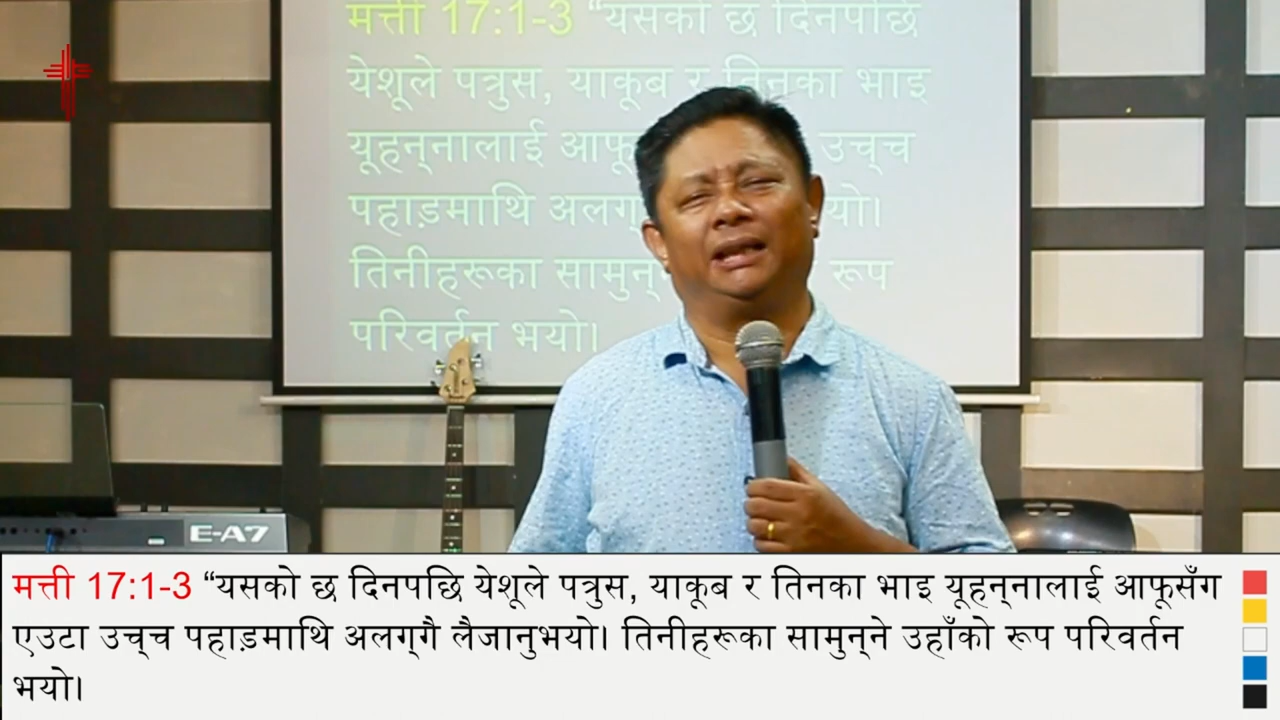 मत्ती 17:1-3 “यसको छ दिनपछि
येशूले पत्रुस, याकूब र तिनका भाइ
यूहन्‌नालाई आफू उच्‌च
पहाड़माथि अलग यो।
तिनीहरूका सामुन्‌ रूप
परिवर्तन भयो।
E-A7
मत्ती 17:1-3 “यसको छ दिनपछि येशूले पत्रुस, याकूब र तिनका भाइ यूहन्‌नालाई आफूसँग
एउटा उच्‌च पहाड़माथि अलग्‌गै लैजानुभयो। तिनीहरूका सामुन्‌ने उहाँको रूप परिवर्तन
भयो।